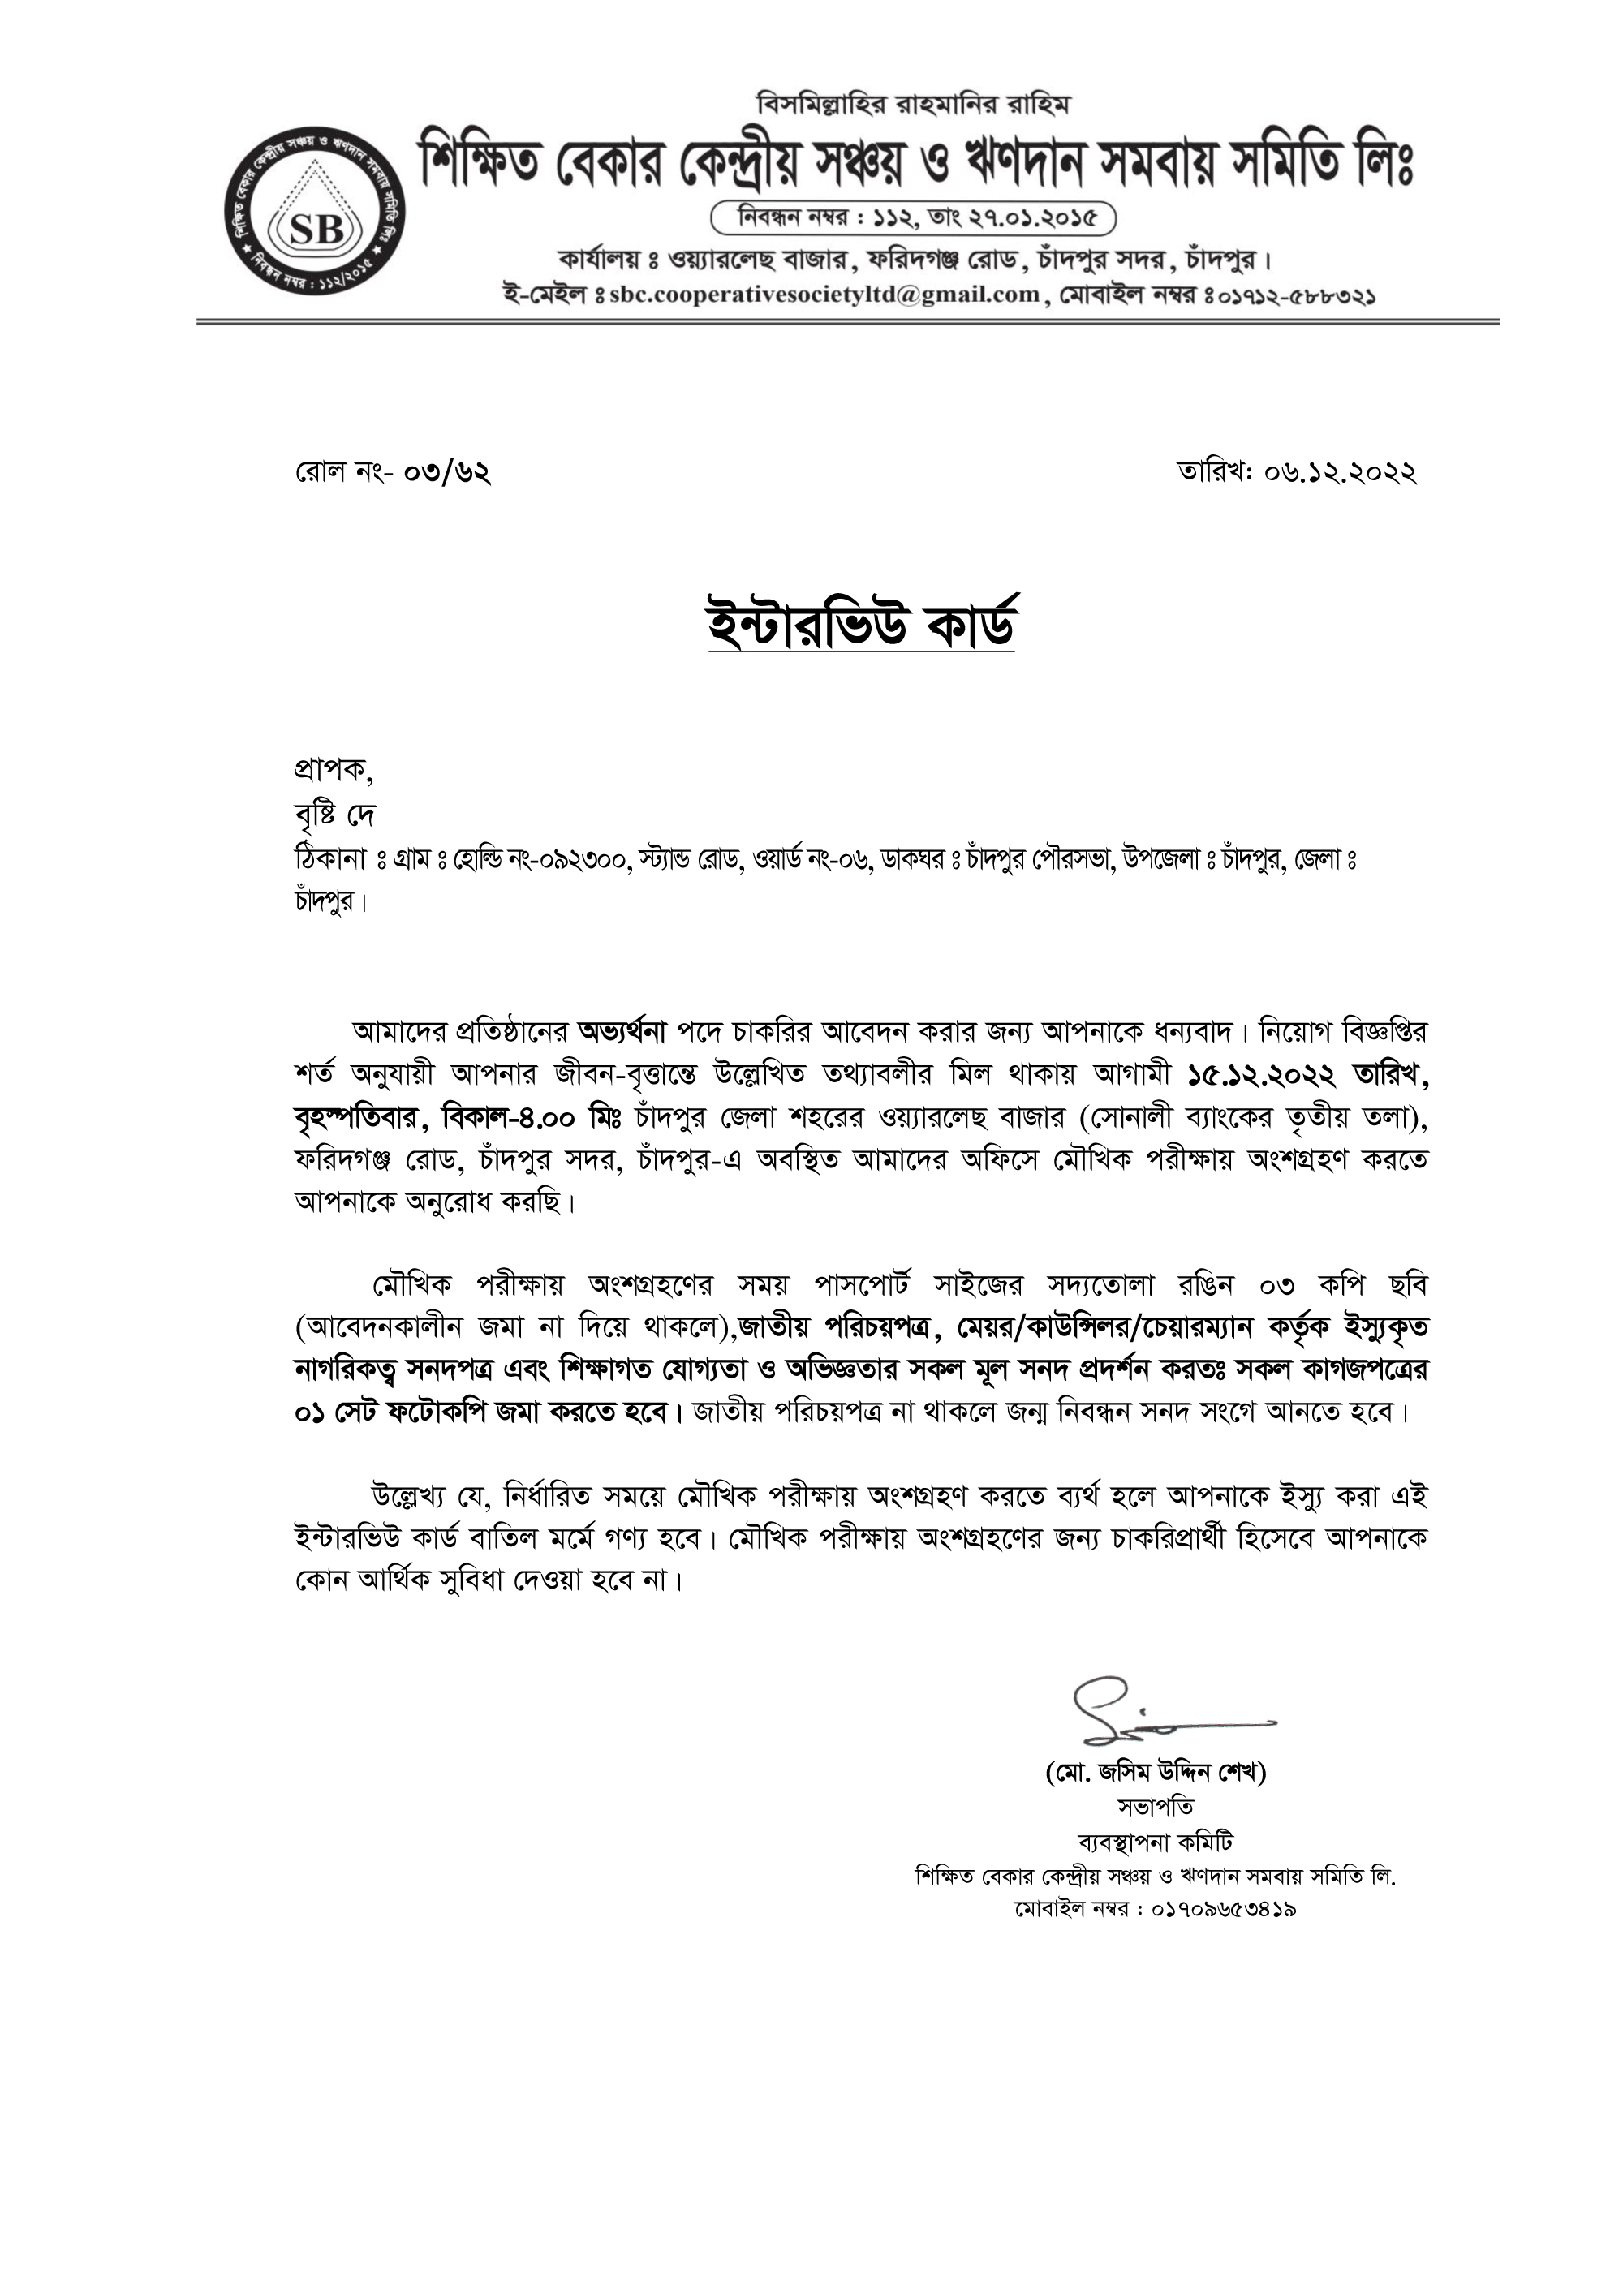 বিসমিল্লাহির রাহমানির রাহিম
শিক্ষিত বেকার কেন্দ্রীয় সঞ্চয় ও ঋণদান সমবায় সমিতি লিঃ
শিক্ষিত বেকার কেন্দ্রীয় সঞ্চয় ও ঋণদান সমবায় সমিতি লিঃ
SB
★ নিবন্ধন নম্বর : ১১২/২০১৫ ★
নিবন্ধন নম্বর : ১১২, তাং ২৭.০১.২০১৫
কার্যালয় ঃ ওয়্যারলেছ বাজার, ফরিদগঞ্জ রোড, চাঁদপুর সদর, চাঁদপুর।
ই-মেইল ঃ sbc.cooperativesocietyltd@gmail.com, মোবাইল নম্বর ঃ ০১৭১২-৫৮৮৩২১
রোল নং- ০৩/৬২
তারিখ: ০৬.১২.২০২২
ইন্টারভিউ কার্ড
প্রাপক,
বৃষ্টি দে
ঠিকানা ঃ গ্রাম ঃ হোল্ডি নং-০৯২৩০০, স্ট্যান্ড রোড, ওয়ার্ড নং-০৬, ডাকঘর ঃ চাঁদপুর পৌরসভা, উপজেলা ঃ চাঁদপুর, জেলা ঃ
চাঁদপুর।
আমাদের প্রতিষ্ঠানের অভ্যর্থনা পদে চাকরির আবেদন করার জন্য আপনাকে ধন্যবাদ। নিয়োগ বিজ্ঞপ্তির
শর্ত অনুযায়ী আপনার জীবন-বৃত্তান্তে উল্লেখিত তথ্যাবলীর মিল থাকায় আগামী ১৫.১২.২০২২ তারিখ,
বৃহস্পতিবার, বিকাল-৪.০০ মিঃ চাঁদপুর জেলা শহরের ওয়্যারলেছ বাজার (সোনালী ব্যাংকের তৃতীয় তলা),
ফরিদগঞ্জ রোড, চাঁদপুর সদর, চাঁদপুর-এ অবস্থিত আমাদের অফিসে মৌখিক পরীক্ষায় অংশগ্রহণ করতে
আপনাকে অনুরোধ করছি।
মৌখিক পরীক্ষায় অংশগ্রহণের সময় পাসপোর্ট সাইজের সদ্যতোলা রঙিন ০৩ কপি ছবি
(আবেদনকালীন জমা না দিয়ে থাকলে),জাতীয় পরিচয়পত্র, মেয়র/কাউন্সিলর/চেয়ারম্যান কর্তৃক ইস্যুকৃত
নাগরিকত্ব সনদপত্র এবং শিক্ষাগত যোগ্যতা ও অভিজ্ঞতার সকল মূল সনদ প্রদর্শন করতঃ সকল কাগজপত্রের
০১ সেট ফটোকপি জমা করতে হবে। জাতীয় পরিচয়পত্র না থাকলে জন্ম নিবন্ধন সনদ সংগে আনতে হবে।
উল্লেখ্য যে, নির্ধারিত সময়ে মৌখিক পরীক্ষায় অংশগ্রহণ করতে ব্যর্থ হলে আপনাকে ইস্যু করা এই
ইন্টারভিউ কার্ড বাতিল মর্মে গণ্য হবে। মৌখিক পরীক্ষায় অংশগ্রহণের জন্য চাকরিপ্রার্থী হিসেবে আপনাকে
কোন আর্থিক সুবিধা দেওয়া হবে না।
(মো. জসিম উদ্দিন শেখ)
সভাপতি
ব্যবস্থাপনা কমিটি
শিক্ষিত বেকার কেন্দ্রীয় সঞ্চয় ও ঋণদান সমবায় সমিতি লি.
মোবাইল নম্বর : ০১৭০৯৬৫৩৪১৯